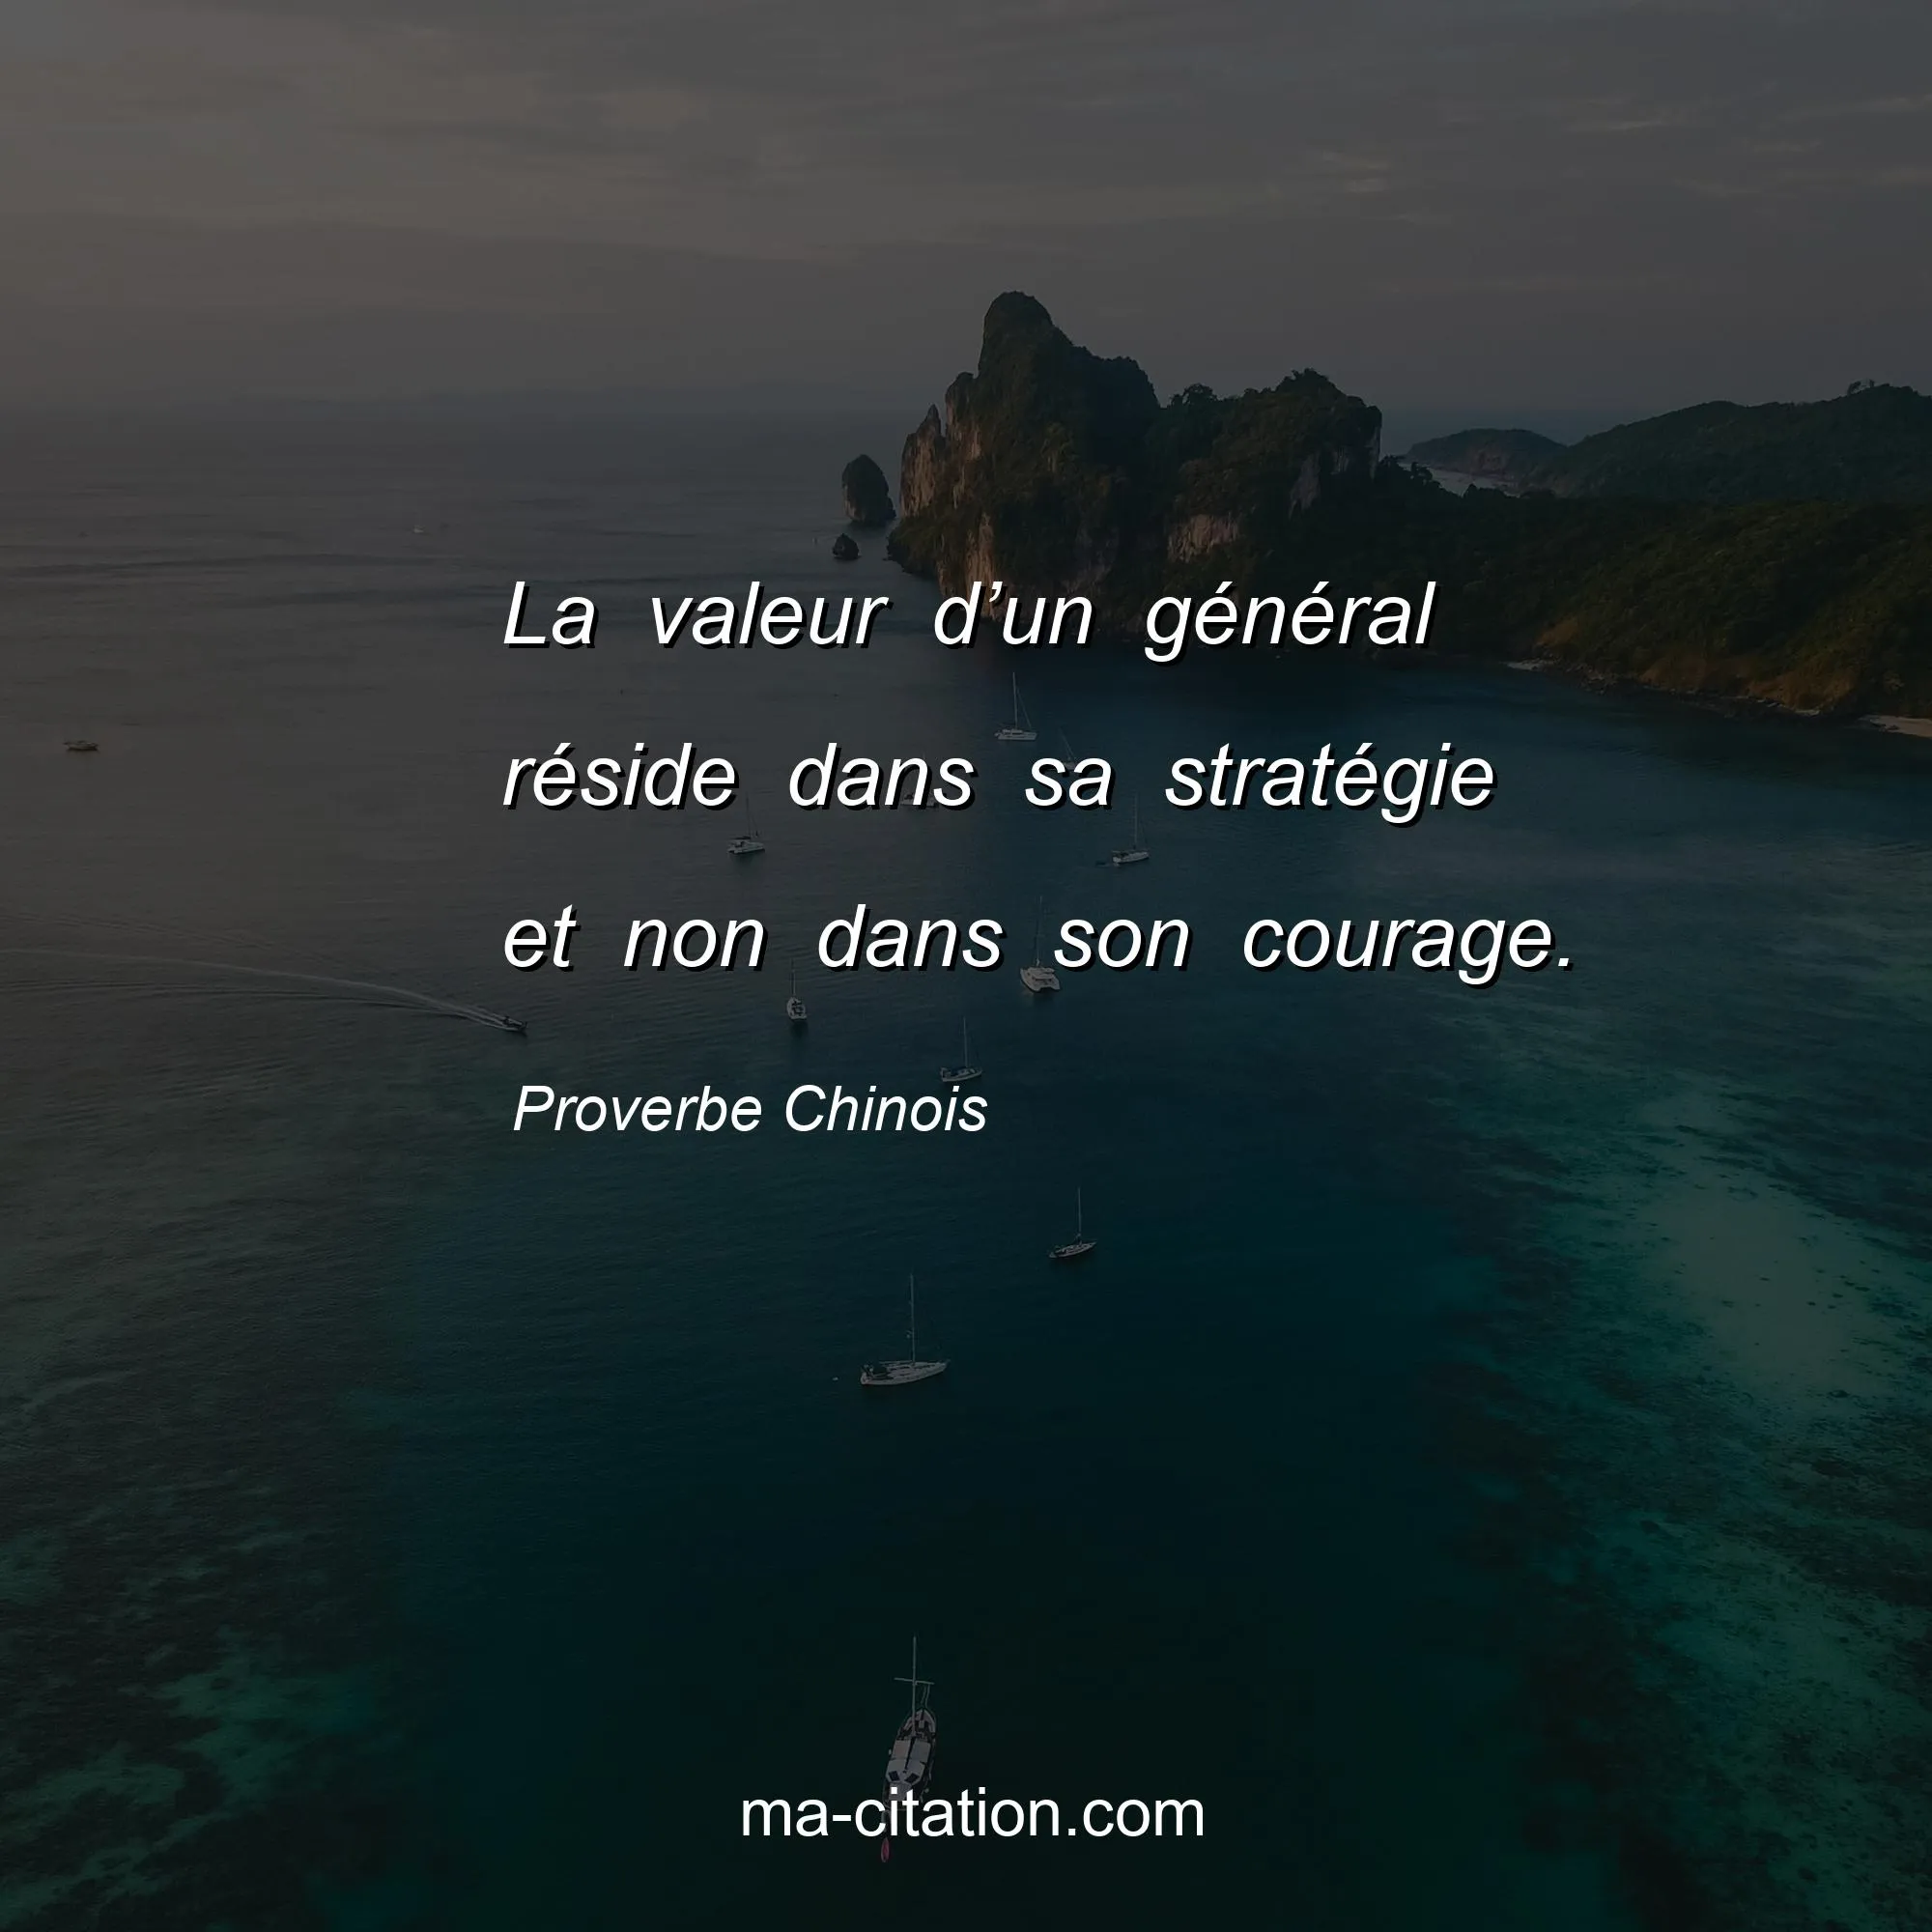 La valeur d’un général
réside dans sa stratégie
et non dans son courage.
Proverbe Chinois
ma-citation.com